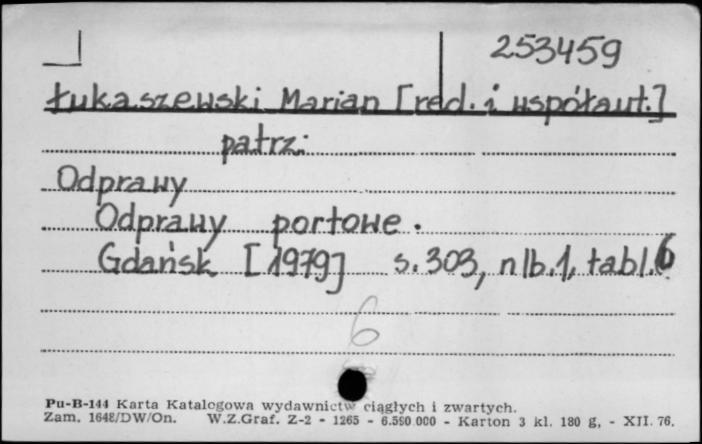 253459
Łukaszewski Marian [red. i współaut.]
patrz:
Odprawy
Odprawy portowe.
Gdańsk [1979] s. 303, nlb. 1, tabl. 6
6
Pu-B-144 Karta Katalogowa wydawnictw ciągłych i zwartych.
Zam. 1648/DW/On. W.Z.Graf. Z-2 - 1265 - 6.590 000 - Karton 3 kl. 180 g, - XII. 76.